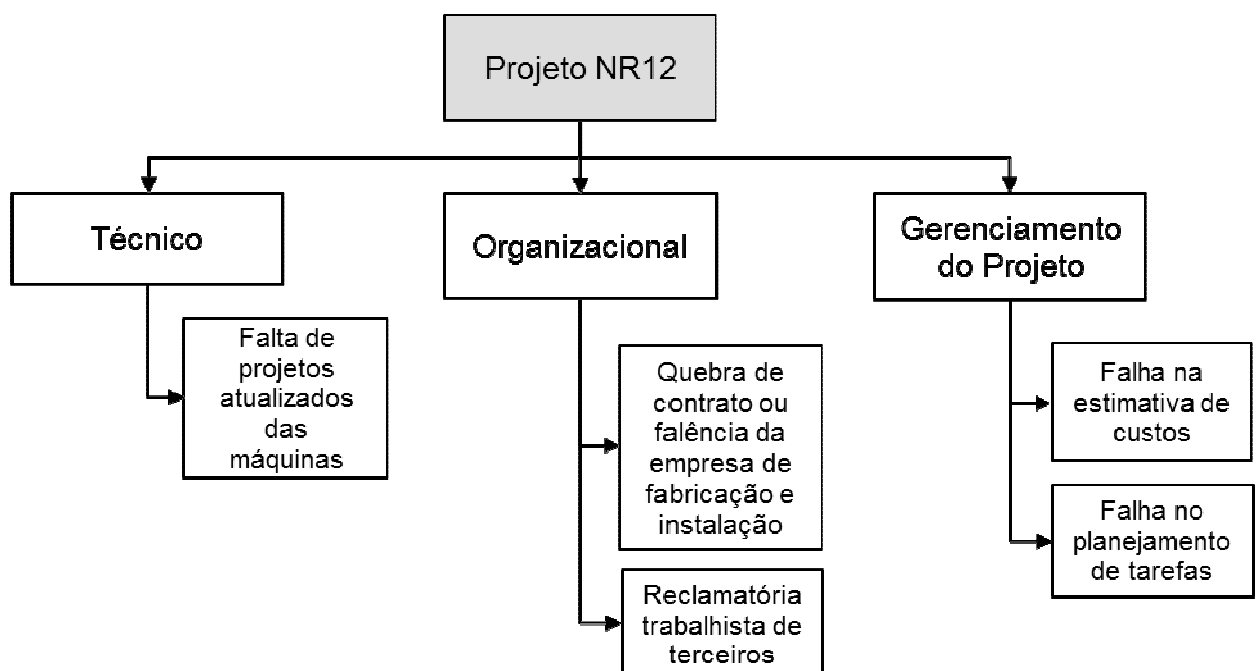 Projeto NR12
Técnico
Organizacional
Gerenciamento
do Projeto
Falta de
projetos
atualizados
das
máquinas
Quebra de
contrato ou
falência da
empresa de
fabricação e
instalação
Reclamatória
trabalhista de
terceiros
Falha na
estimativa de
custos
Falha no
planejamento
de tarefas